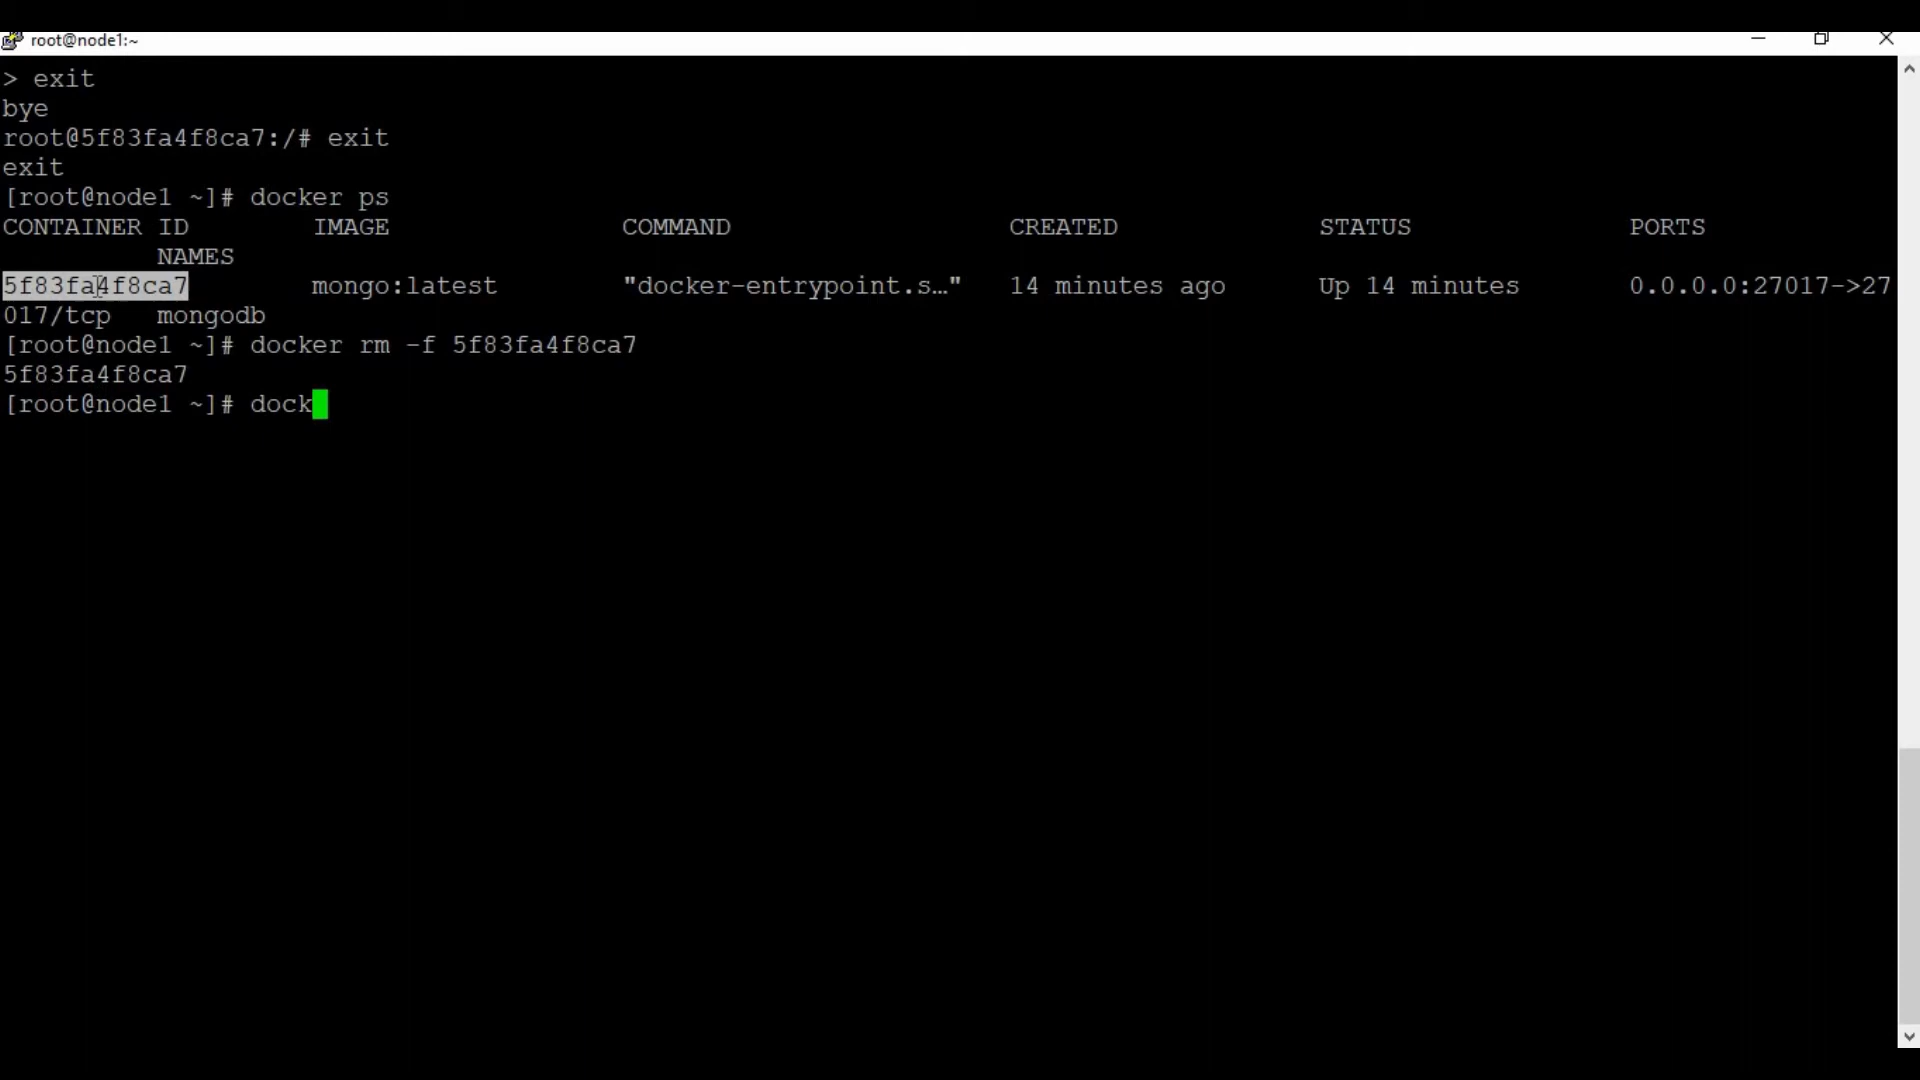 root@node1:~
> exit
bye
root@5f83fa4f8ca7:/# exit
exit
[root@node1 ~]# docker ps
CONTAINER ID        IMAGE               COMMAND                  CREATED             STATUS              PORTS
          NAMES
5f83fa4f8ca7        mongo:latest        "docker-entrypoint.s…"   14 minutes ago      Up 14 minutes       0.0.0.0:27017->27
017/tcp   mongodb
[root@node1 ~]# docker rm -f 5f83fa4f8ca7
5f83fa4f8ca7
[root@node1 ~]# dock